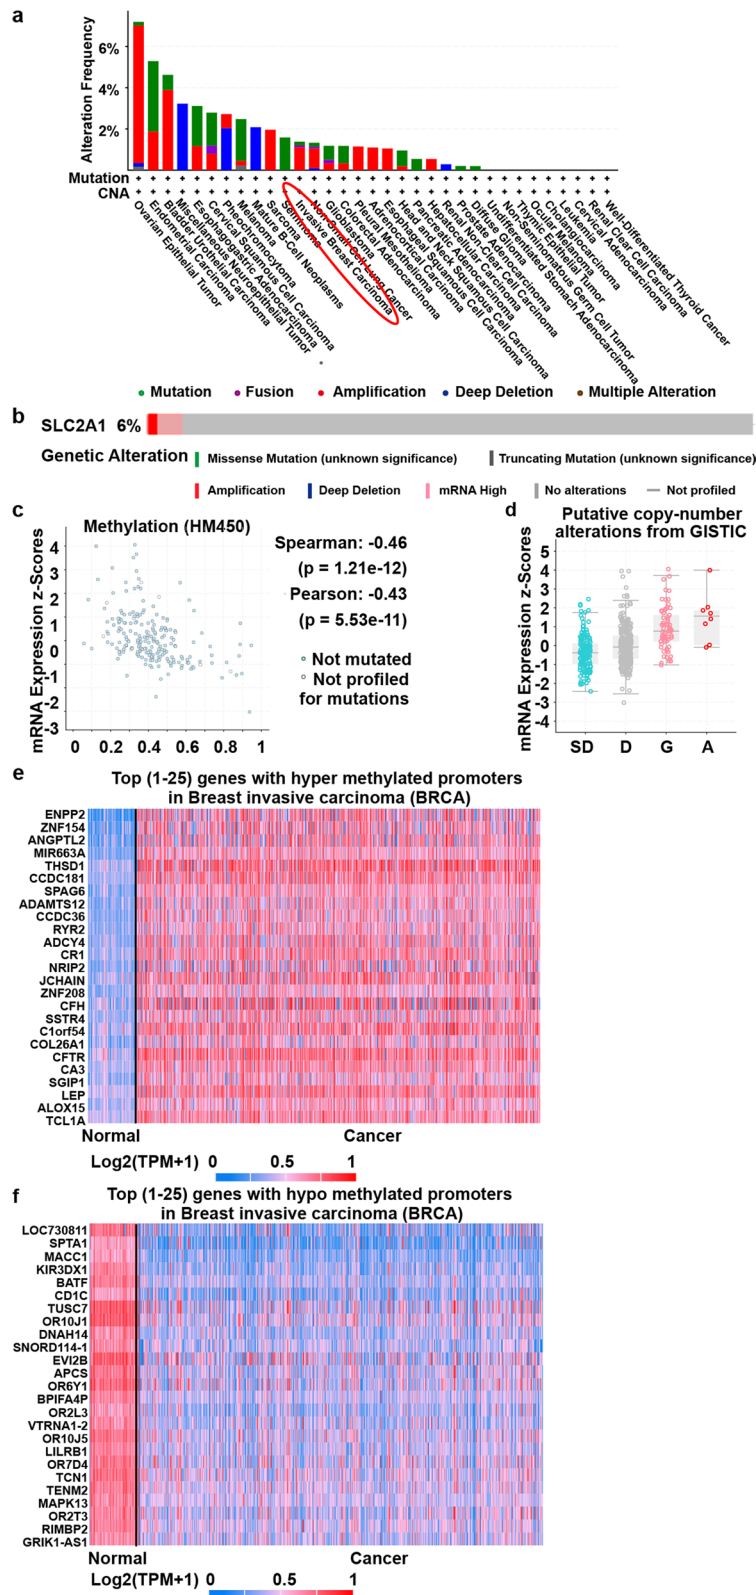 a
Alteration Frequency
6%
4%
2%
Mutation
CNA
Ovarian Epithelial Tumor
Endometrial Carcinoma
Bladder Urothelial Carcinoma
Miscellaneous Neuroepithelial Tumor
Esophagogastric Adenocarcinoma
Cervical Squamous Cell Carcinoma
Pheochromocytoma
Melanoma
Mature B-Cell Neoplasms
Sarcoma
Seminoma
Invasive Breast Carcinoma
Non-Small Cell Lung Cancer
Glioblastoma
Colorectal Adenocarcinoma
Pleural Mesothelioma
Adrenocortical Carcinoma
Esophageal Squamous Cell Carcinoma
Head and Neck Squamous Cell Carcinoma
Pancreatic Adenocarcinoma
Hepatocellular Carcinoma
Renal Non-Clear Cell Carcinoma
Prostate Adenocarcinoma
Diffuse Glioma
Undifferentiated Stomach Adenocarcinoma
Non-Seminomatous Germ Cell Tumor
Thymic Epithelial Tumor
Ocular Melanoma
Cholangiocarcinoma
Leukemia
Cervical Adenocarcinoma
Renal Clear Cell Carcinoma
Well-Differentiated Thyroid Cancer
Mutation Fusion Amplification Deep Deletion Multiple Alteration
b
SLC2A1 6%
Genetic Alteration Missense Mutation (unknown significance) Truncating Mutation (unknown significance)
Amplification Deep Deletion mRNA High No alterations Not profiled
c
Methylation (HM450)
mRNA Expression z-Scores
4
3
2
1
0
-1
-2
-3
0 0.2 0.4 0.6 0.8 1
Spearman: -0.46
(p = 1.21e-12)
Pearson: -0.43
(p = 5.53e-11)
Not mutated
Not profiled
for mutations
d
Putative copy-number
alterations from GISTIC
mRNA Expression z-Scores
5
4
3
2
1
0
-1
-2
-3
-4
SD D G A
e
Top (1-25) genes with hyper methylated promoters
in Breast invasive carcinoma (BRCA)
ENPP2
ZNF154
ANGPTL2
MIR663A
THSD1
CCDC181
SPAG6
ADAMTS12
CCDC36
RYR2
ADCY4
CR1
NRIP2
JCHAIN
ZNF208
CFH
SSTR4
C1orf54
COL26A1
CFTR
CA3
SGIP1
LEP
ALOX15
TCL1A
Normal Cancer
Log2(TPM+1) 0 0.5 1
f
Top (1-25) genes with hypo methylated promoters
in Breast invasive carcinoma (BRCA)
LOC730811
SPTA1
MACC1
KIR3DX1
BATF
CD1C
TUSC7
OR10J1
DNAH14
SNORD114-1
EVI2B
APCS
OR6Y1
BPIFA4P
OR2L3
VTRNA1-2
OR10J5
LILRB1
OR7D4
TCN1
TENM2
MAPK13
OR2T3
RIMBP2
GRIK1-AS1
Normal Cancer
Log2(TPM+1) 0 0.5 1